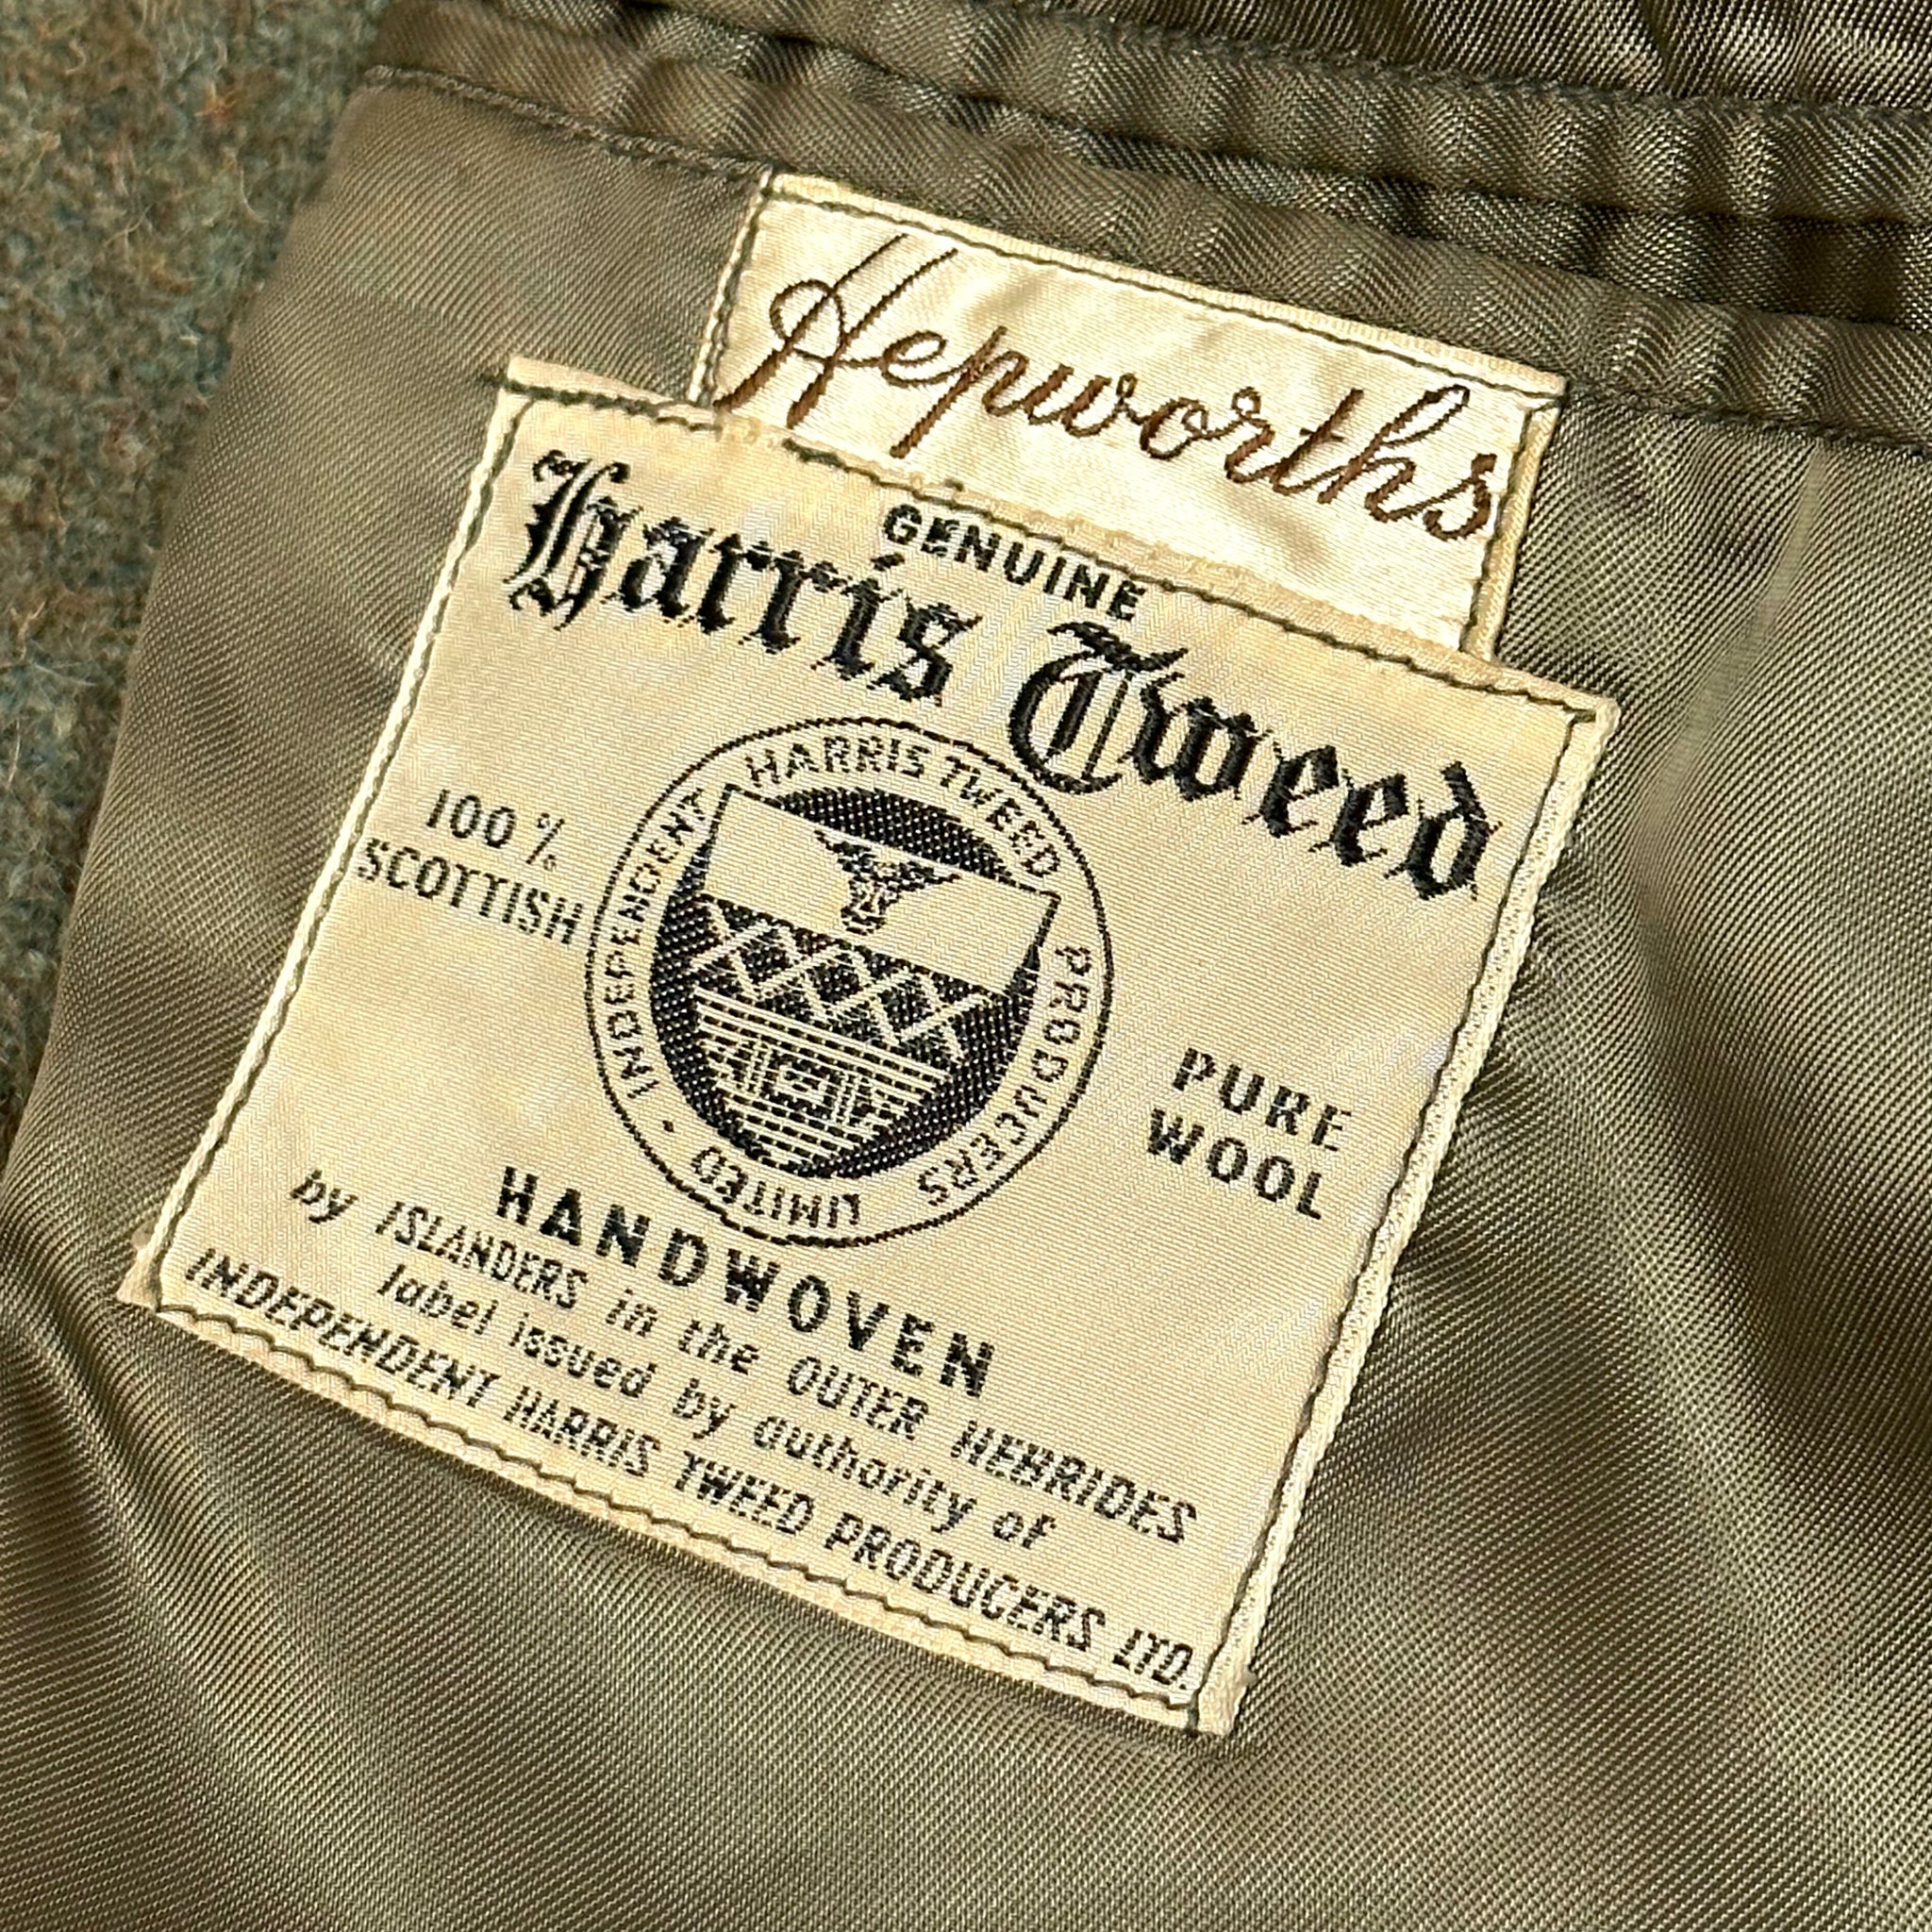 Hepworths
GENUINE
Harris Tweed
100 %
SCOTTISH
INDEPENDENT HARRIS TWEED PRODUCERS LIMITED
PURE
WOOL
HANDWOVEN
by ISLANDERS in the OUTER HEBRIDES
label issued by authority of
INDEPENDENT HARRIS TWEED PRODUCERS LTD.